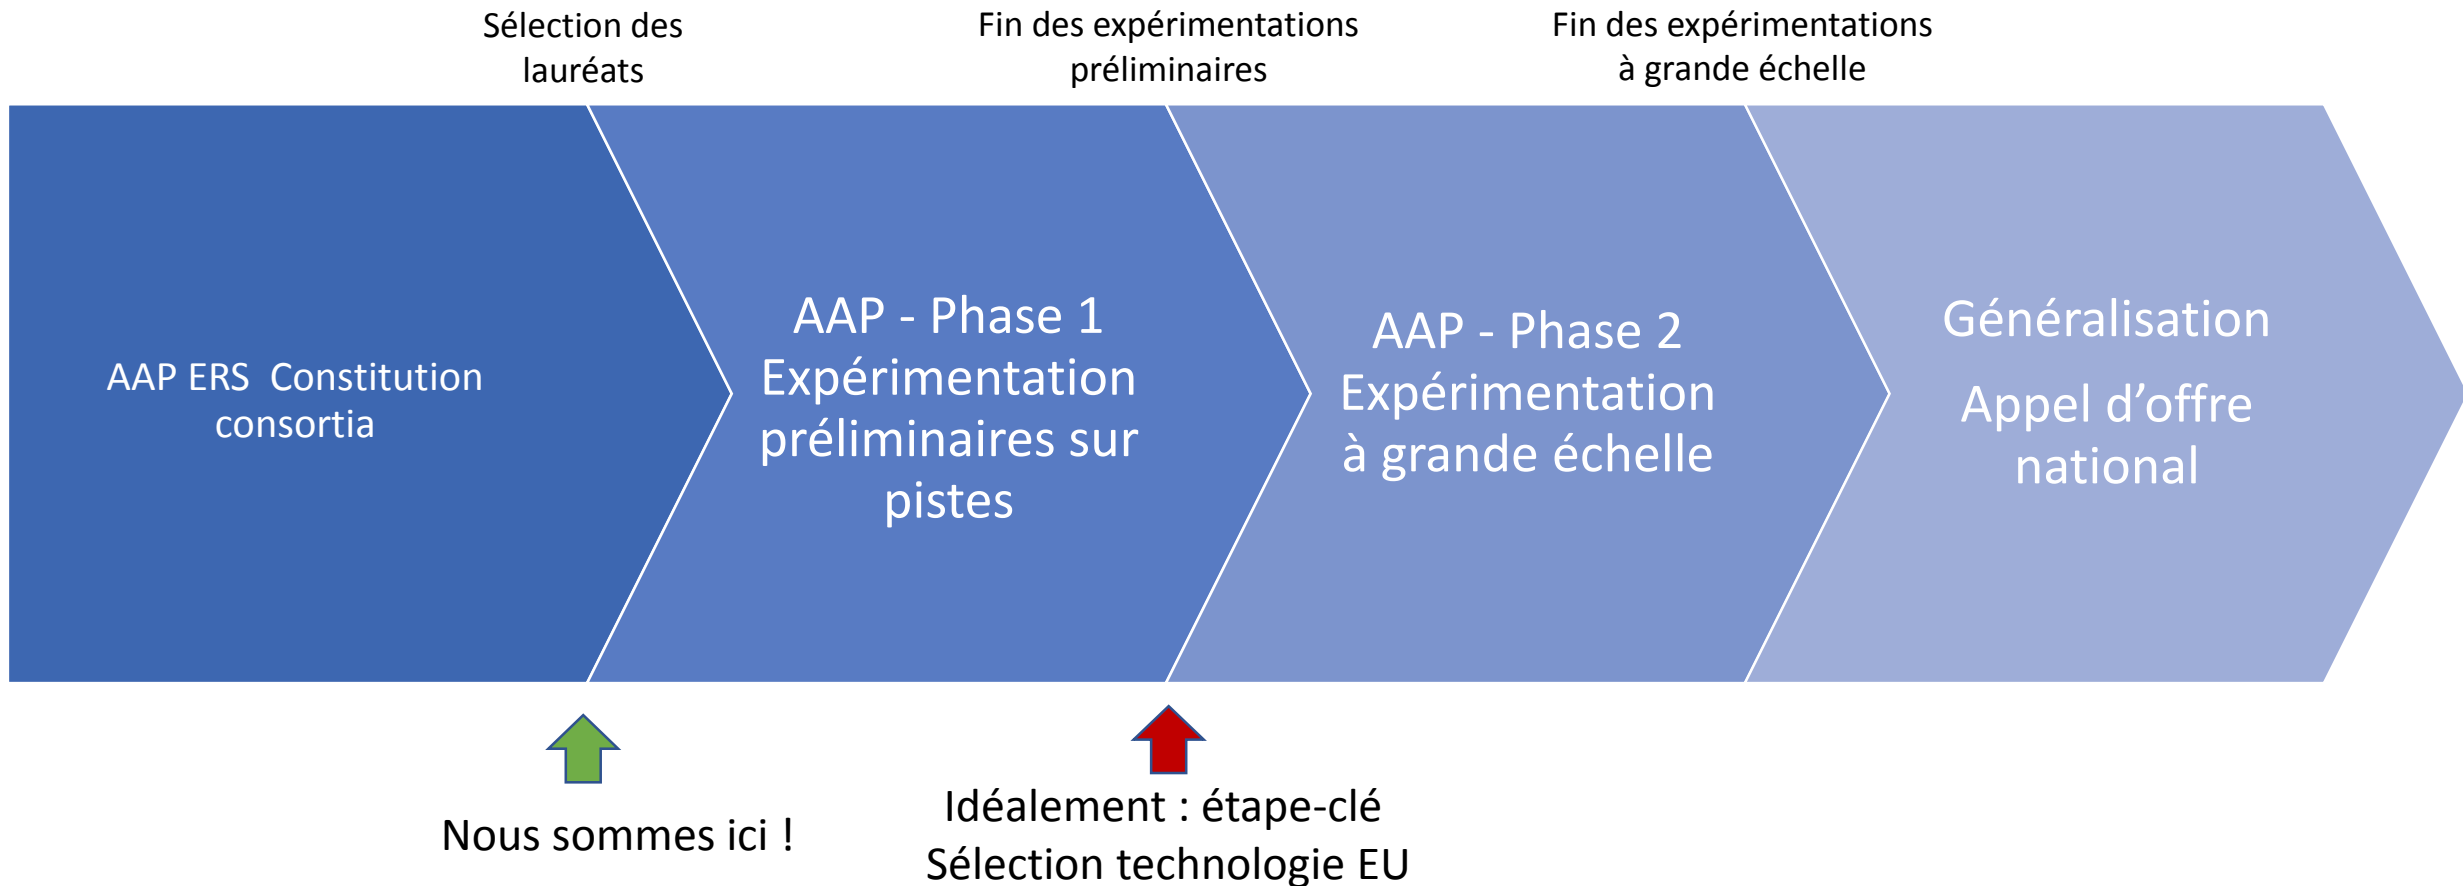 Sélection des
lauréats
Fin des expérimentations
préliminaires
Fin des expérimentations
à grande échelle
AAP ERS  Constitution
consortia
AAP - Phase 1
Expérimentation
préliminaires sur
pistes
AAP - Phase 2
Expérimentation
à grande échelle
Généralisation
Appel d’offre
national
Nous sommes ici !
Idéalement : étape-clé
Sélection technologie EU